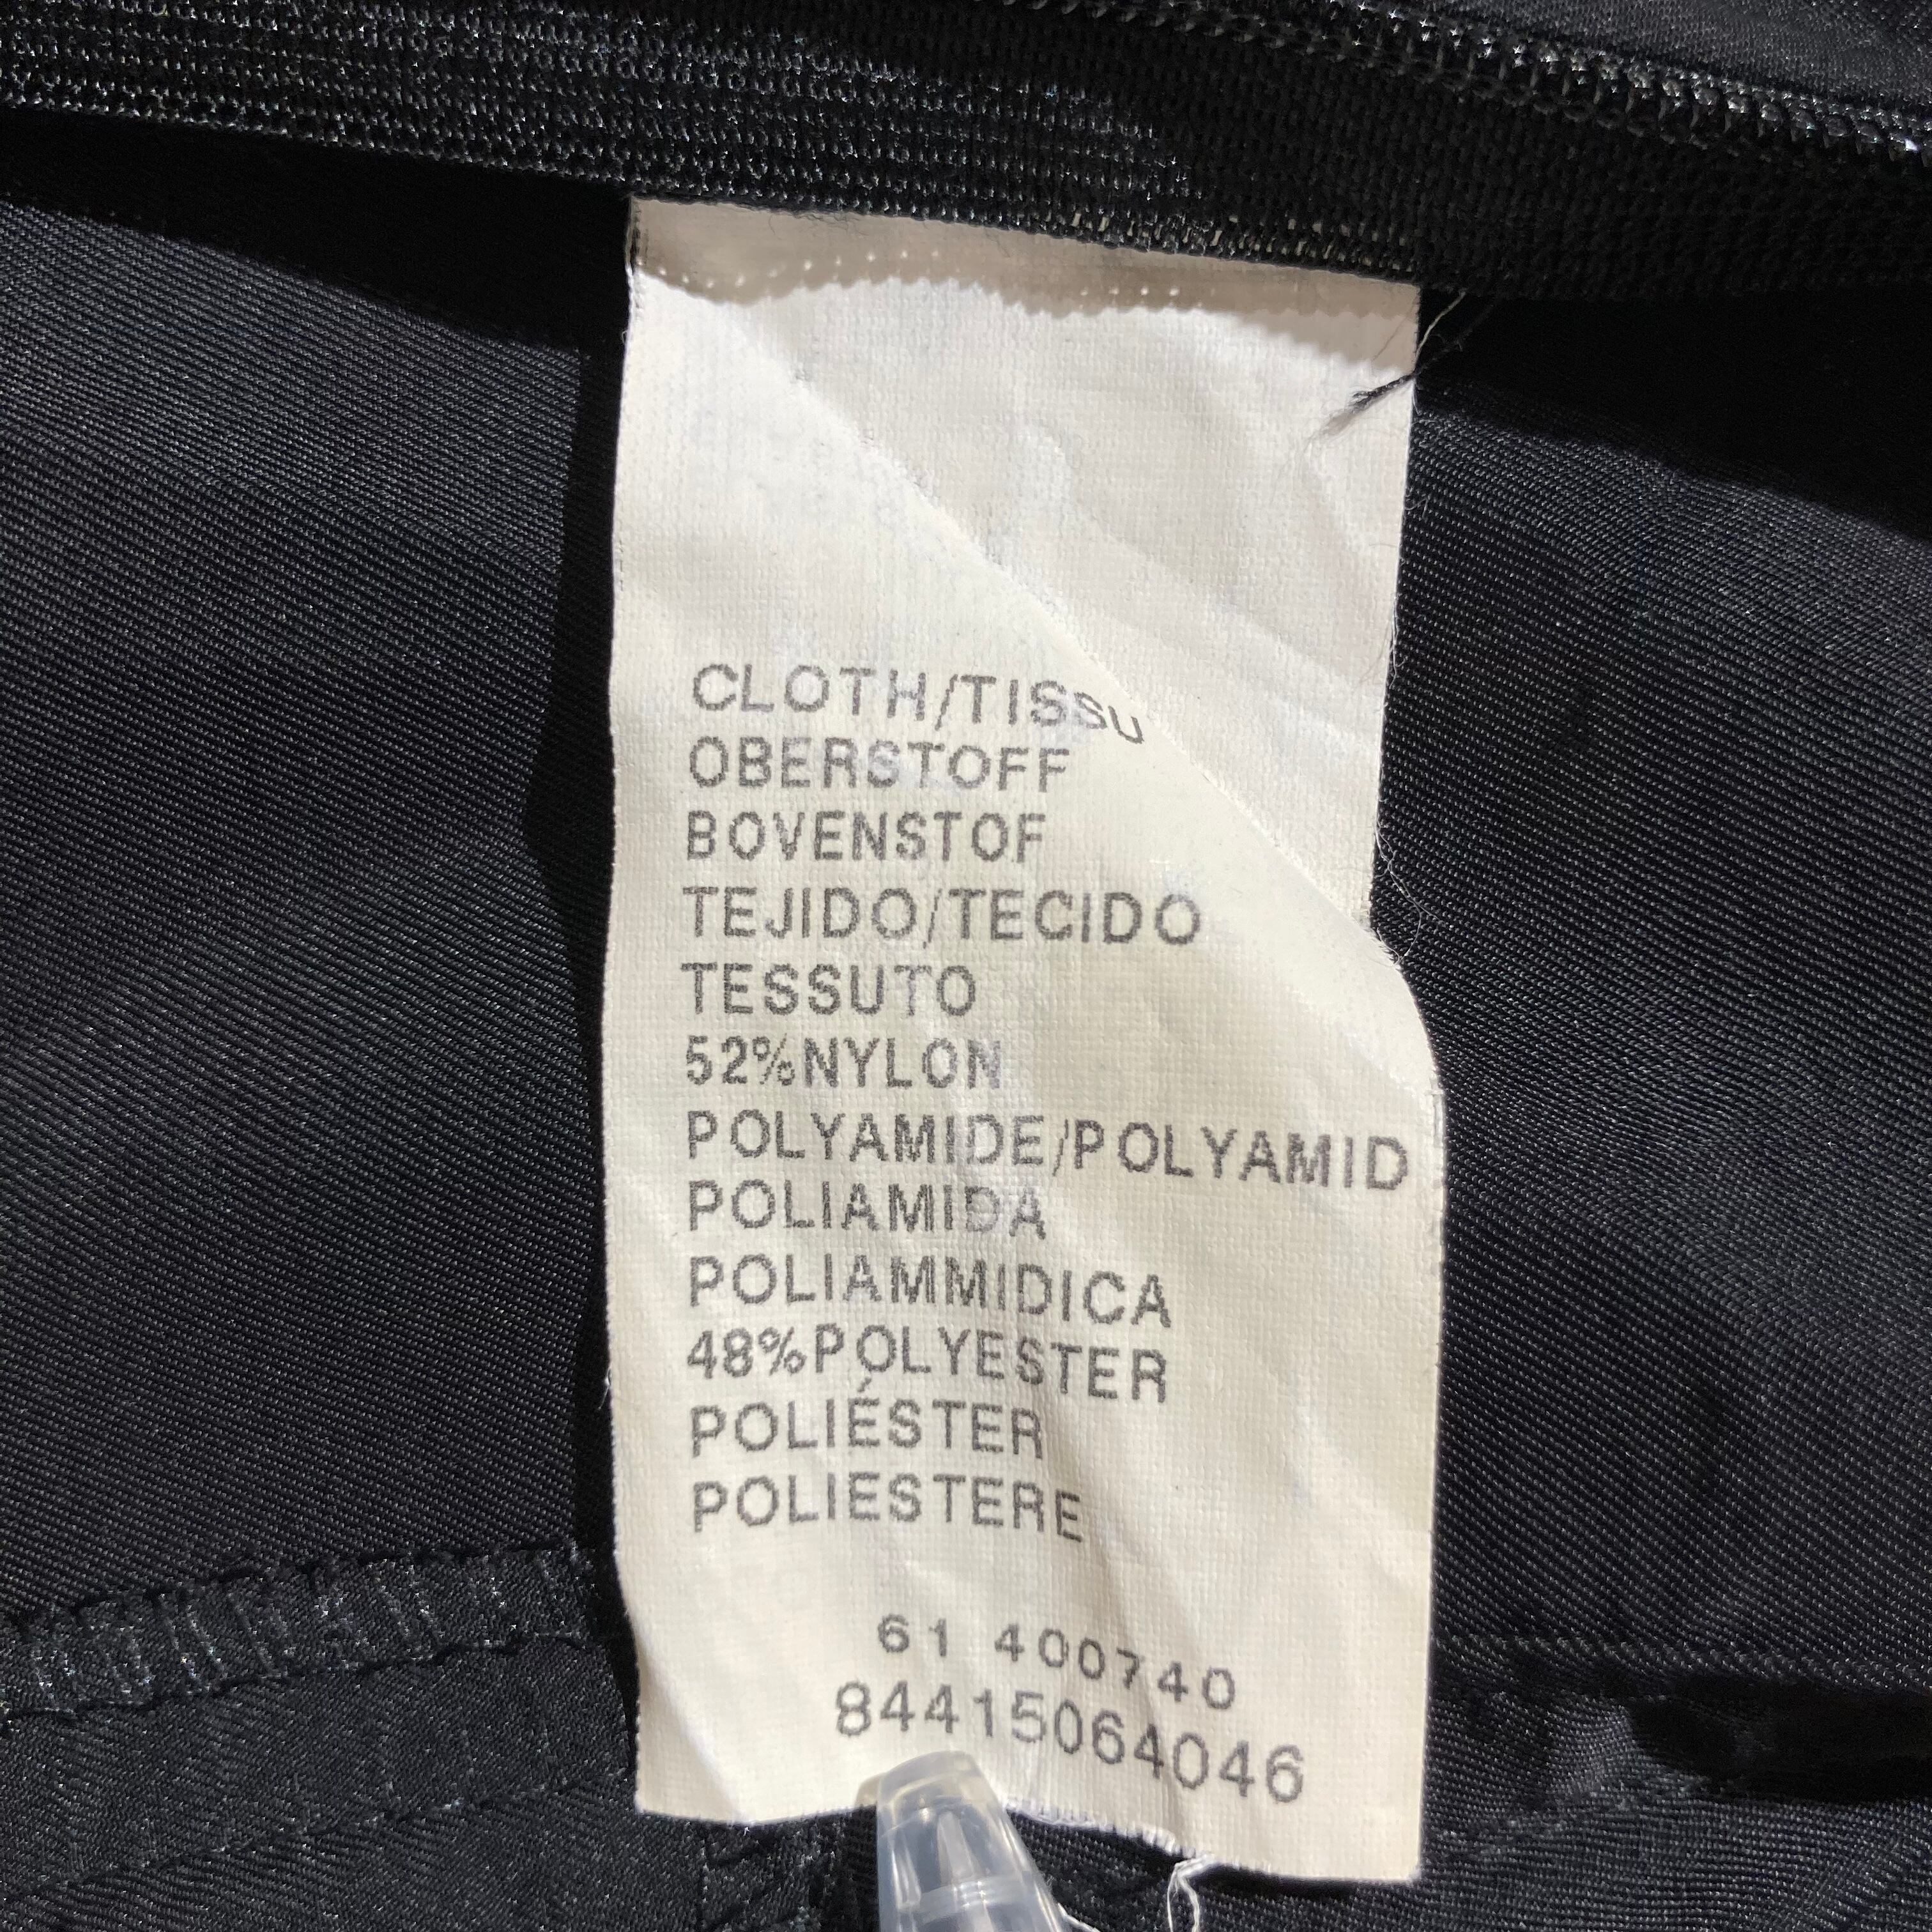 CLOTH/TISSU
OBERSTOFF
BOVENSTOF
TEJIDO/TECIDO
TESSUTO
52%NYLON
POLYAMIDE/POLYAMID
POLIAMIDA
POLIAMMIDICA
48%POLYESTER
POLIÉSTER
POLIESTERE
61 400740
84415064046